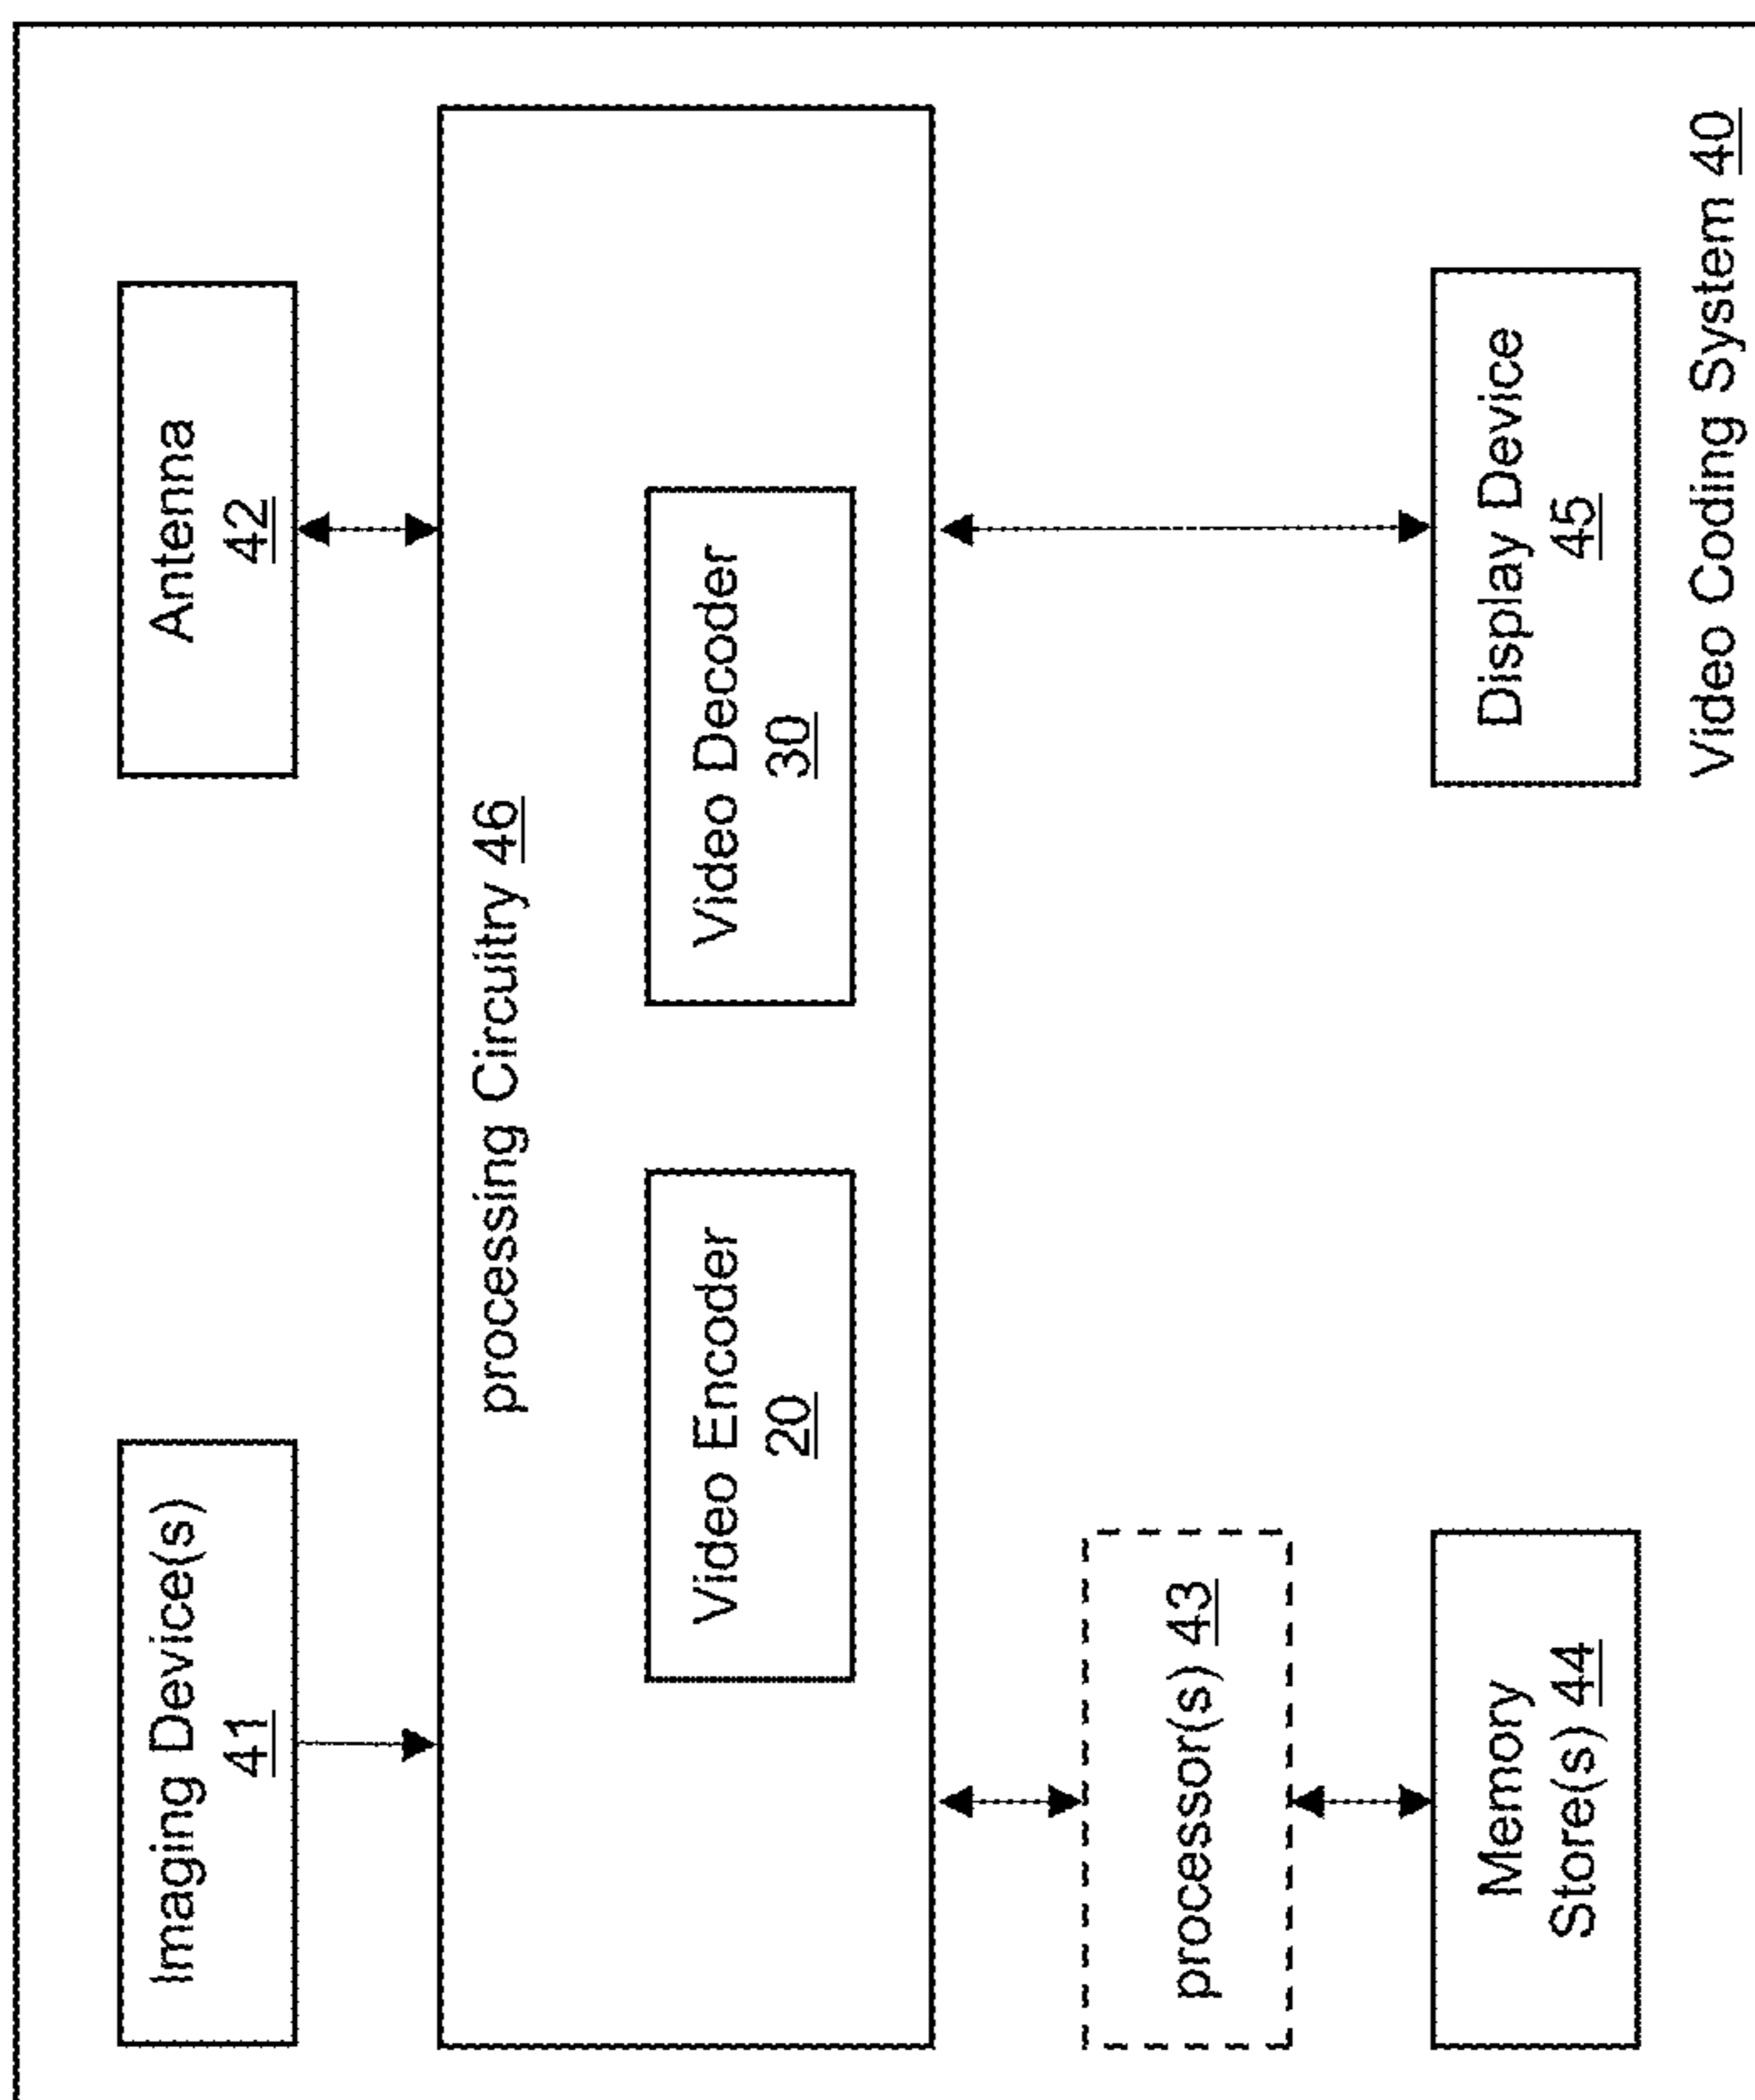 Imaging Device(s)
41
Antenna
42
processing Circuitry 46
Video Encoder
20
Video Decoder
30
processor(s) 43
Memory
Store(s) 44
Display Device
45
Video Coding System 40